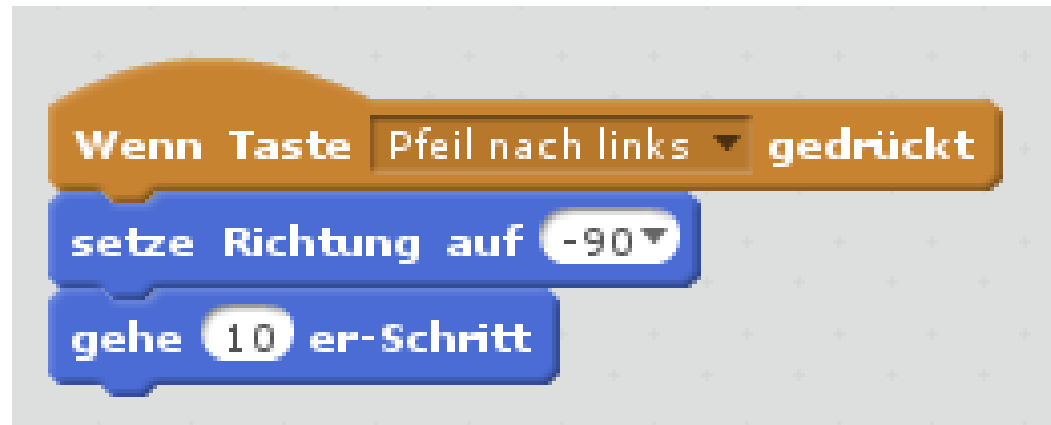 Wenn Taste Pfeil nach links gedrückt
setze Richtung auf -90
gehe 10 er-Schritt